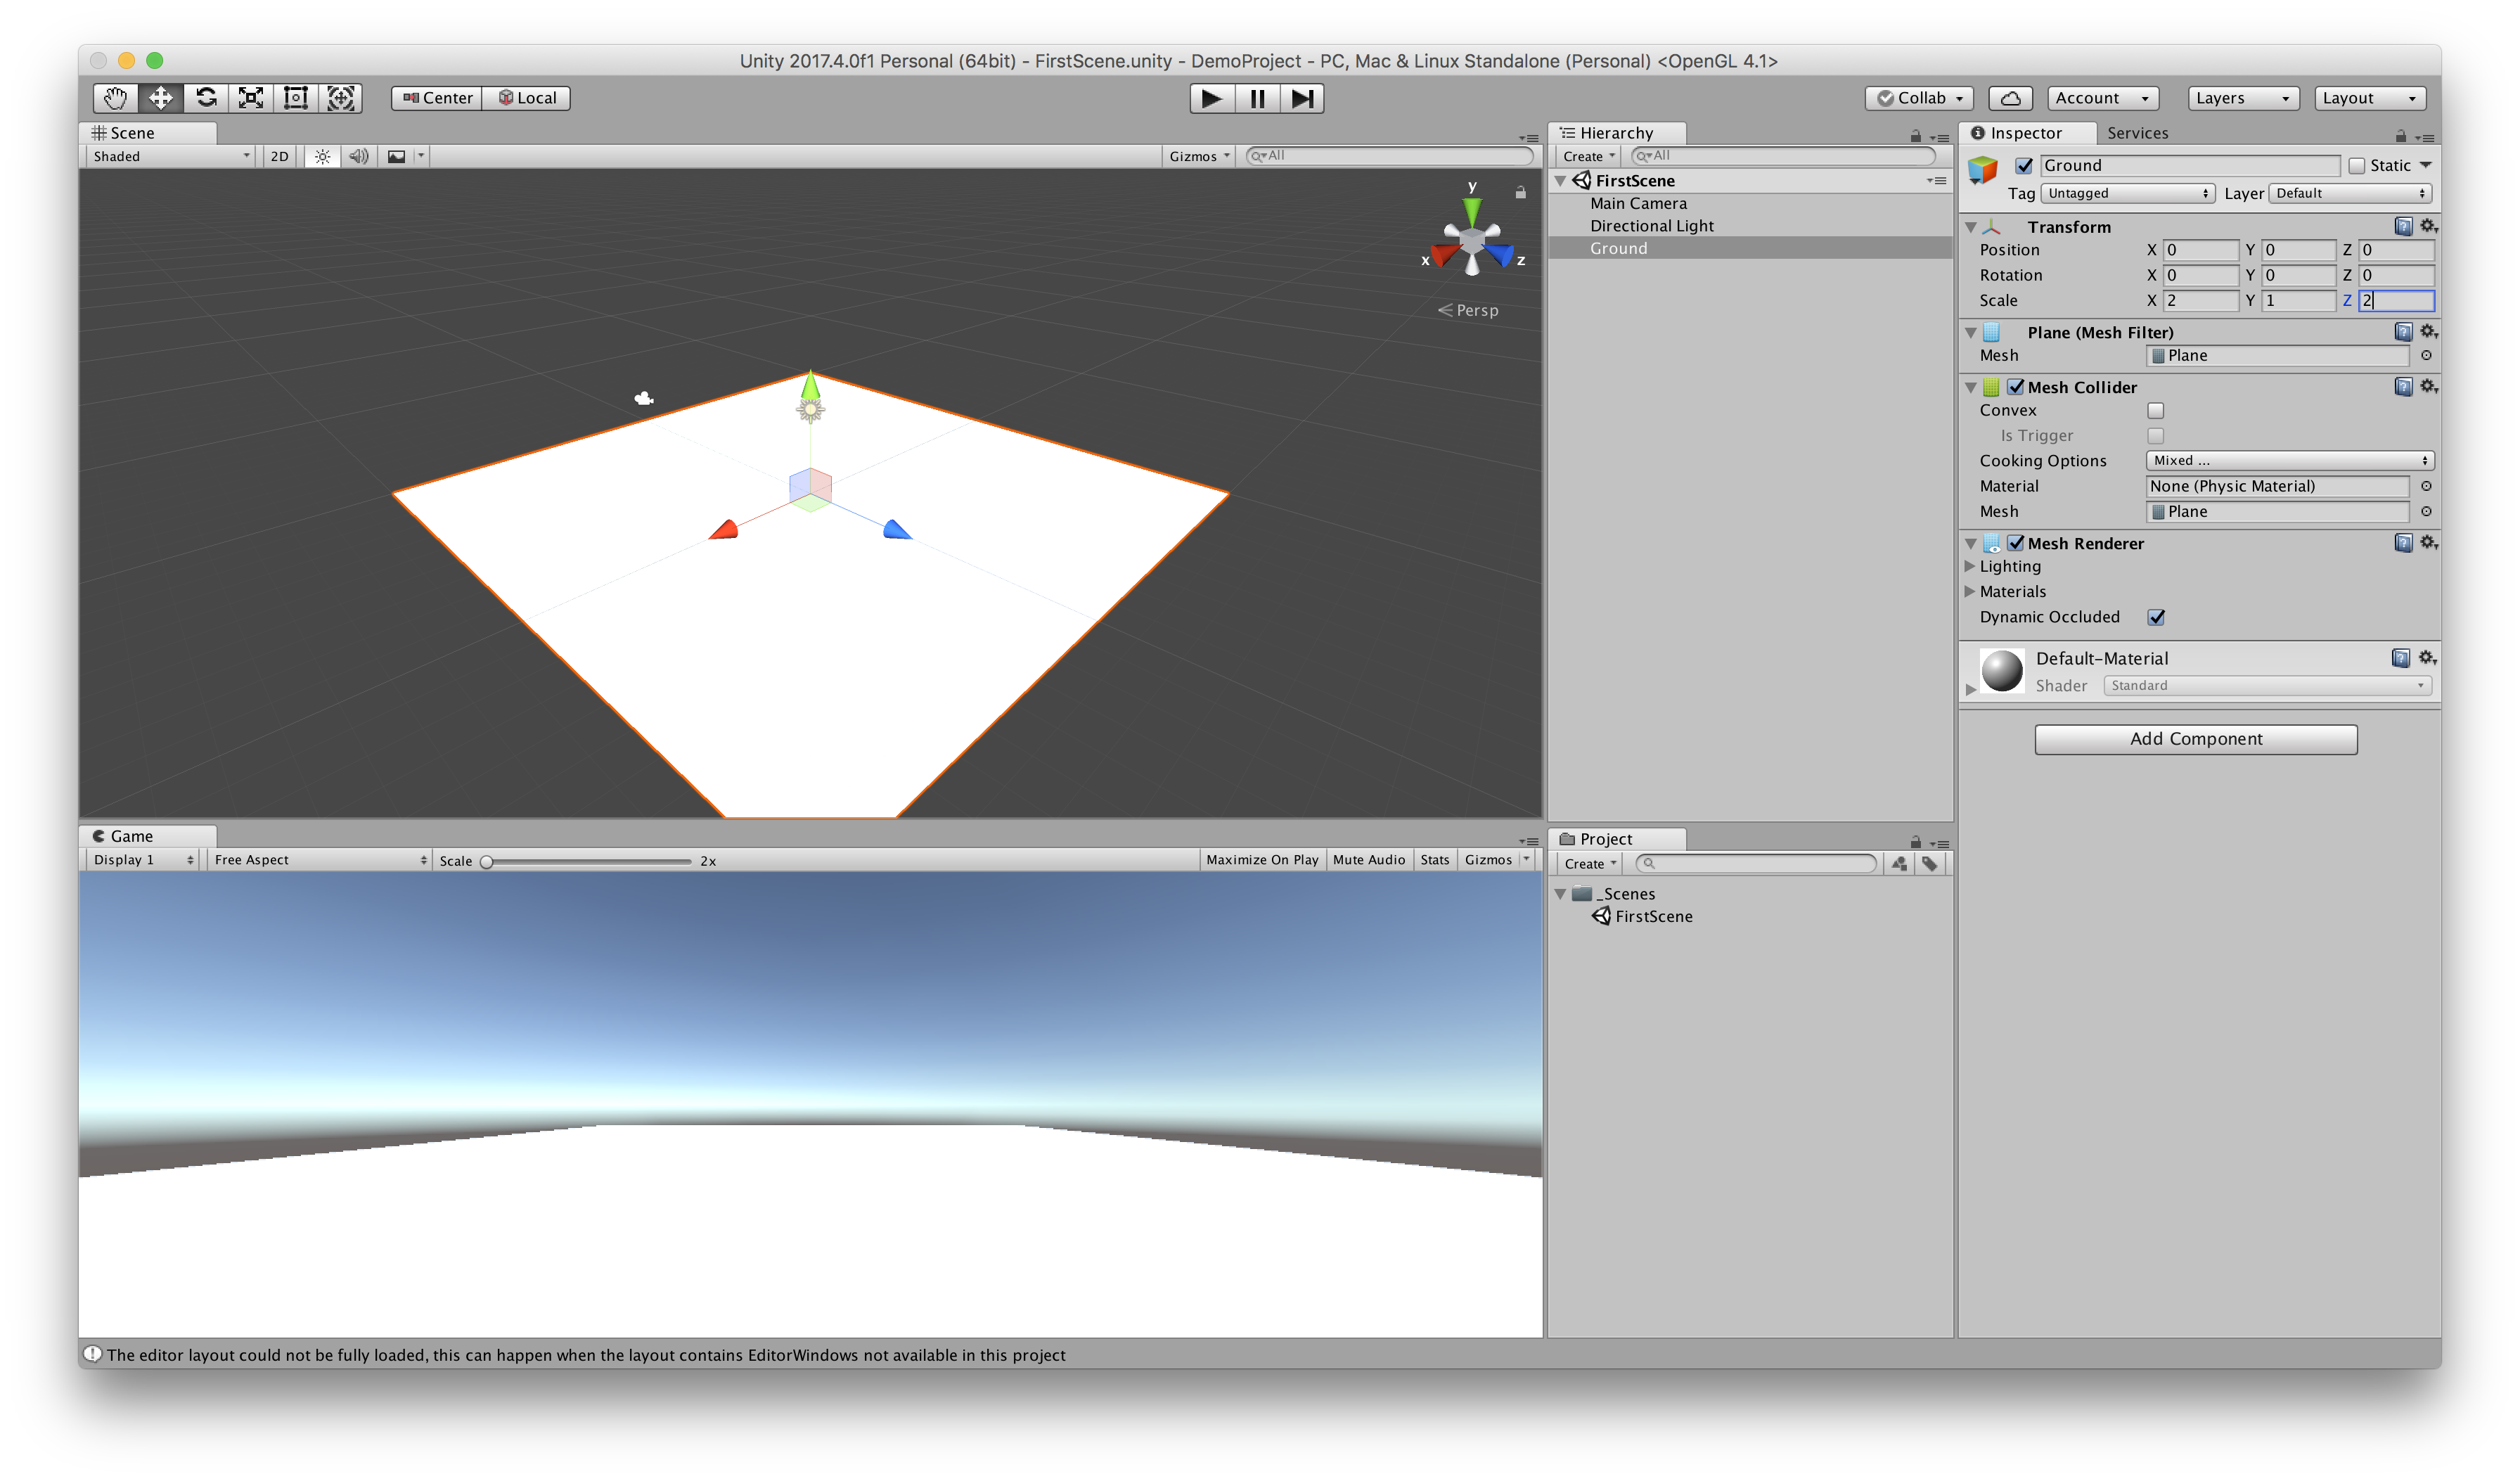 Unity 2017.4.0f1 Personal (64bit) - FirstScene.unity - DemoProject - PC, Mac & Linux Standalone (Personal) <OpenGL 4.1>
Center Local Collab Account Layers Layout
Scene
Shaded 2D Gizmos All
y
x z
Persp
Hierarchy
Create All
FirstScene
Main Camera
Directional Light
Ground
Inspector Services
Ground Static
Tag Untagged Layer Default
Transform
Position X 0 Y 0 Z 0
Rotation X 0 Y 0 Z 0
Scale X 2 Y 1 Z 2
Plane (Mesh Filter)
Mesh Plane
Mesh Collider
Convex
Is Trigger
Cooking Options Mixed ...
Material None (Physic Material)
Mesh Plane
Mesh Renderer
Lighting
Materials
Dynamic Occluded
Default-Material
Shader Standard
Add Component
Game
Display 1 Free Aspect Scale 2x Maximize On Play Mute Audio Stats Gizmos
Project
Create
_Scenes
FirstScene
The editor layout could not be fully loaded, this can happen when the layout contains EditorWindows not available in this project